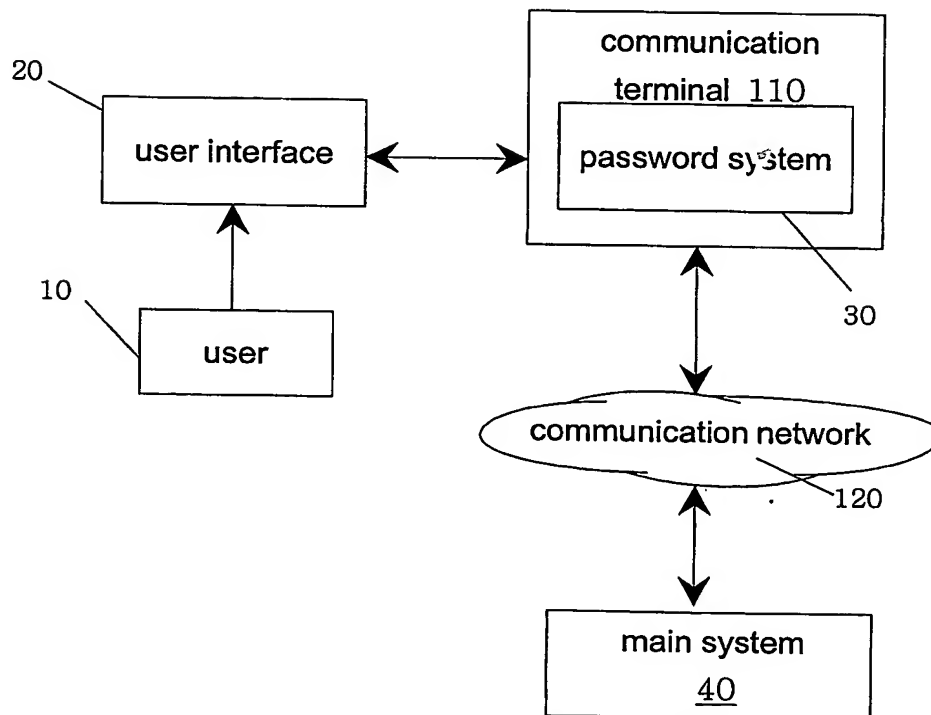 20
user interface
communication
terminal 110
password system
30
10
user
communication network
120
main system
40